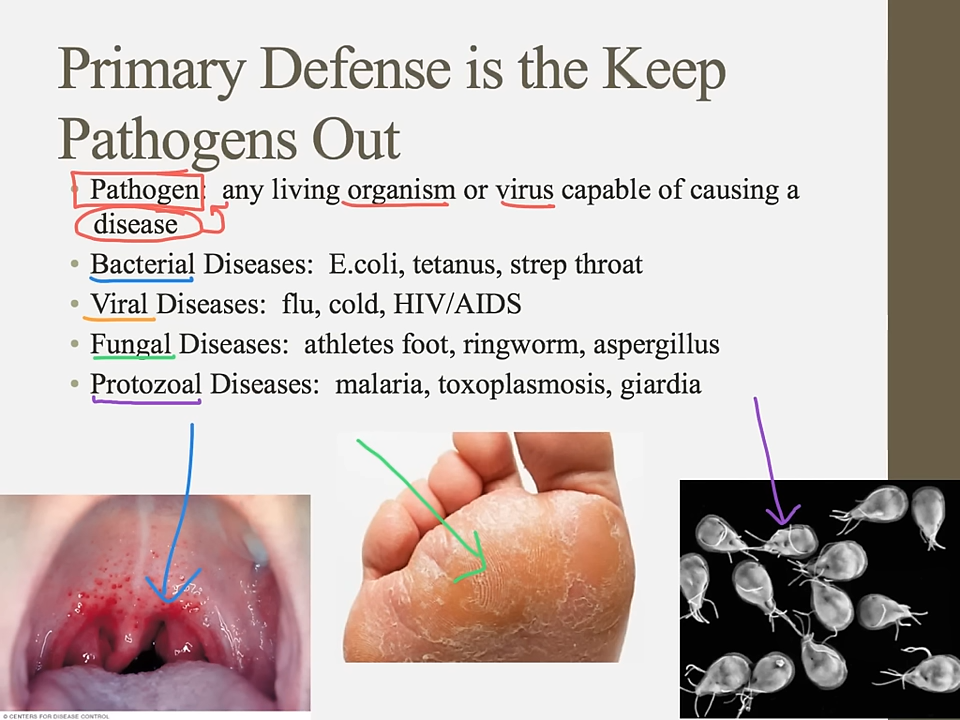 Primary Defense is the Keep
Pathogens Out
• Pathogen: any living organism or virus capable of causing a
disease
• Bacterial Diseases: E.coli, tetanus, strep throat
• Viral Diseases: flu, cold, HIV/AIDS
• Fungal Diseases: athletes foot, ringworm, aspergillus
• Protozoal Diseases: malaria, toxoplasmosis, giardia
© CENTERS FOR DISEASE CONTROL